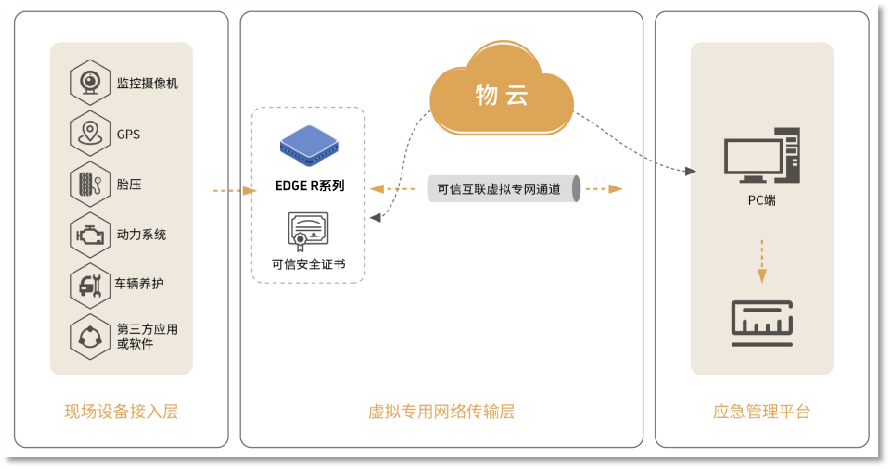 监控摄像机
GPS
胎压
动力系统
车辆养护
第三方应用
或软件
现场设备接入层
物云
EDGE R系列
可信安全证书
可信互联虚拟专网通道
虚拟专用网络传输层
PC端
应急管理平台